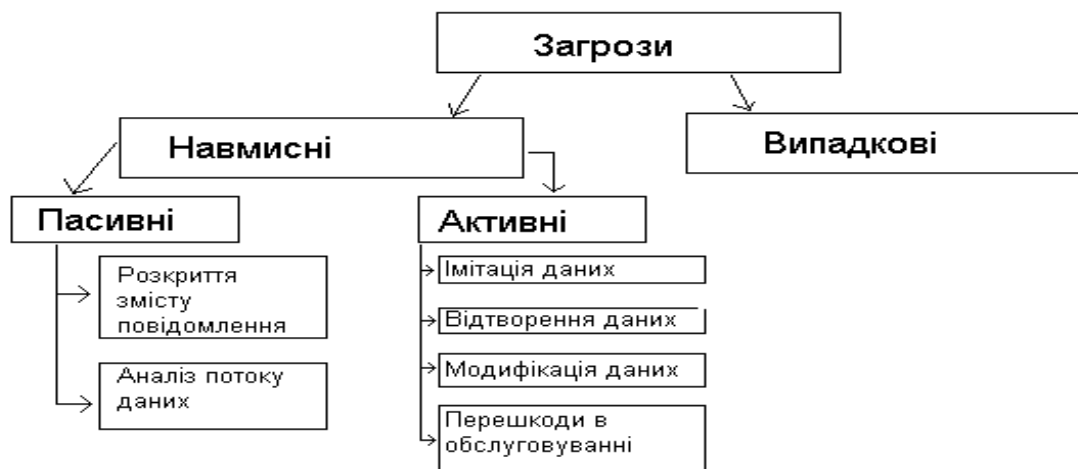 Загрози
Навмисні
Випадкові
Пасивні
Активні
Розкриття
змісту
повідомлення
Аналіз потоку
даних
Імітація даних
Відтворення даних
Модифікація даних
Перешкоди в
обслуговуванні